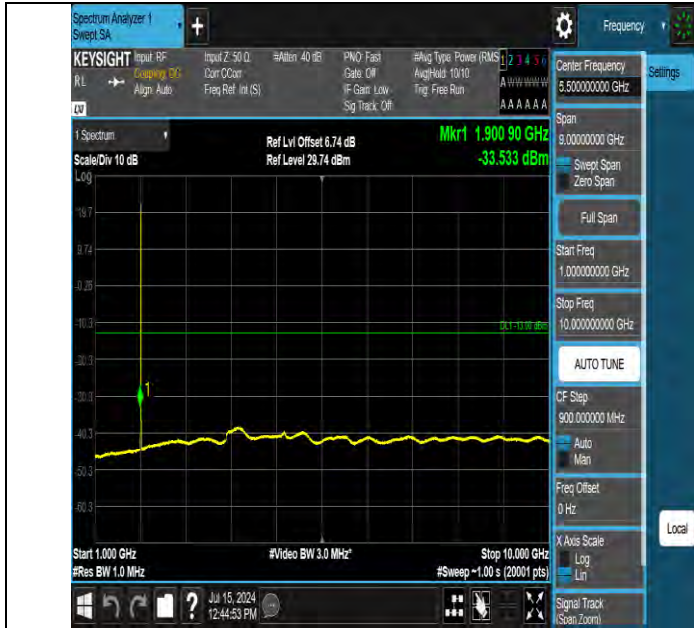 Spectrum Analyzer 1
Swept SA
Frequency
KEYSIGHT
RL
LXI
Input: RF
Coupling: DC
Align: Auto
Input Z: 50 Ω
Corr CCorr
Freq Ref: Int (S)
#Atten: 40 dB
PNO: Fast
Gate: Off
IF Gain: Low
Sig Track: Off
#Avg Type: Power (RMS
Avg|Hold: 10/10
Trig: Free Run
1 2 3 4 5 6
A W W W W W
A A A A A A
1 Spectrum
Scale/Div 10 dB
Log
Ref Lvl Offset 6.74 dB
Ref Level 29.74 dBm
Mkr1 1.900 90 GHz
-33.533 dBm
19.7
9.74
-0.26
-10.3
-20.3
-30.3
-40.3
-50.3
-60.3
DL1 -13.00 dBm
1
Start 1.000 GHz
#Res BW 1.0 MHz
#Video BW 3.0 MHz*
Stop 10.000 GHz
#Sweep ~1.00 s (20001 pts)
Jul 15, 2024
12:44:53 PM
Center Frequency
5.500000000 GHz
Settings
Span
9.00000000 GHz
Swept Span
Zero Span
Full Span
Start Freq
1.000000000 GHz
Stop Freq
10.000000000 GHz
AUTO TUNE
CF Step
900.000000 MHz
Auto
Man
Freq Offset
0 Hz
Local
X Axis Scale
Log
Lin
Signal Track
(Span Zoom)